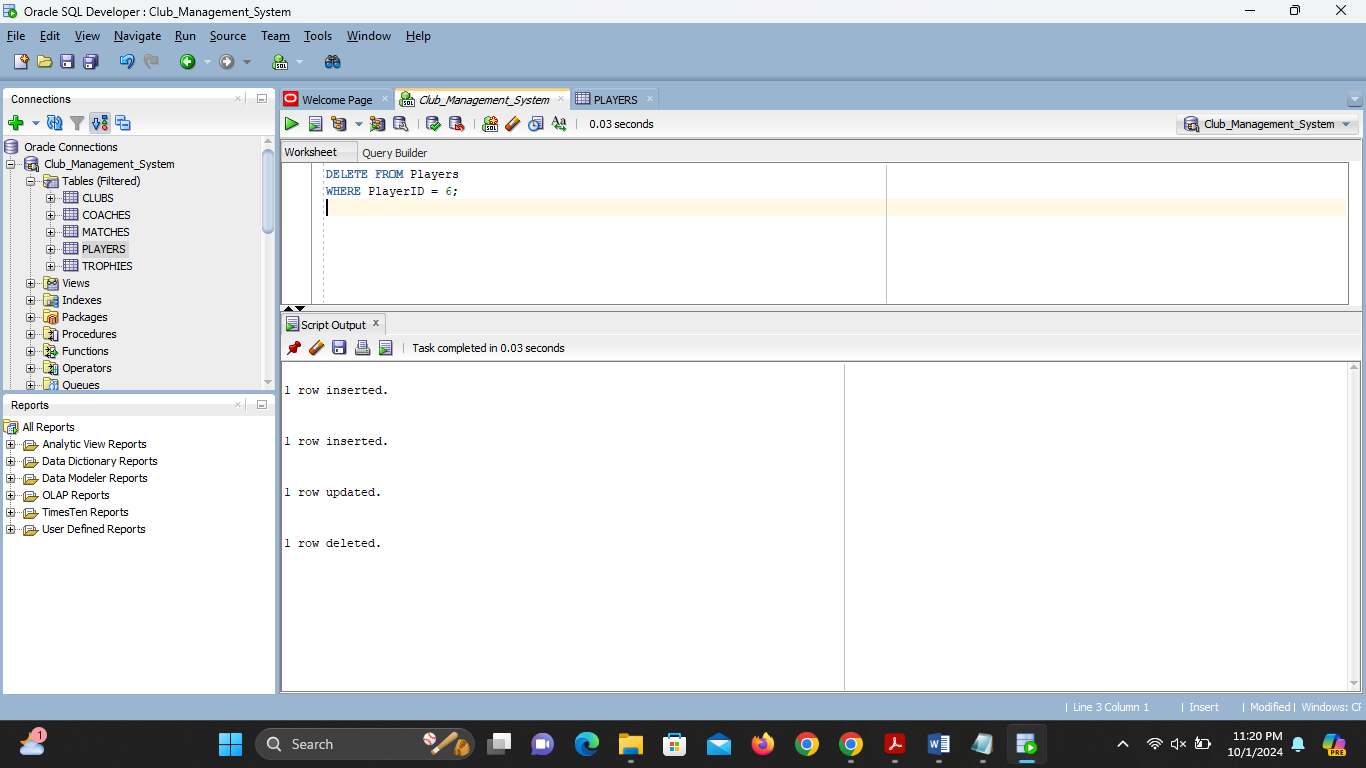 Oracle SQL Developer : Club_Management_System
File Edit View Navigate Run Source Team Tools Window Help
Connections
Oracle Connections
Club_Management_System
Tables (Filtered)
CLUBS
COACHES
MATCHES
PLAYERS
TROPHIES
Views
Indexes
Packages
Procedures
Functions
Operators
Queues
Reports
All Reports
Analytic View Reports
Data Dictionary Reports
Data Modeler Reports
OLAP Reports
TimesTen Reports
User Defined Reports
Welcome Page Club_Management_System PLAYERS
0.03 seconds Club_Management_System
Worksheet Query Builder
DELETE FROM Players
WHERE PlayerID = 6;
Script Output
Task completed in 0.03 seconds
1 row inserted.
1 row inserted.
1 row updated.
1 row deleted.
| Line 3 Column 1 | Insert | Modified | Windows:
1 Search 11:20 PM
10/1/2024
PRE